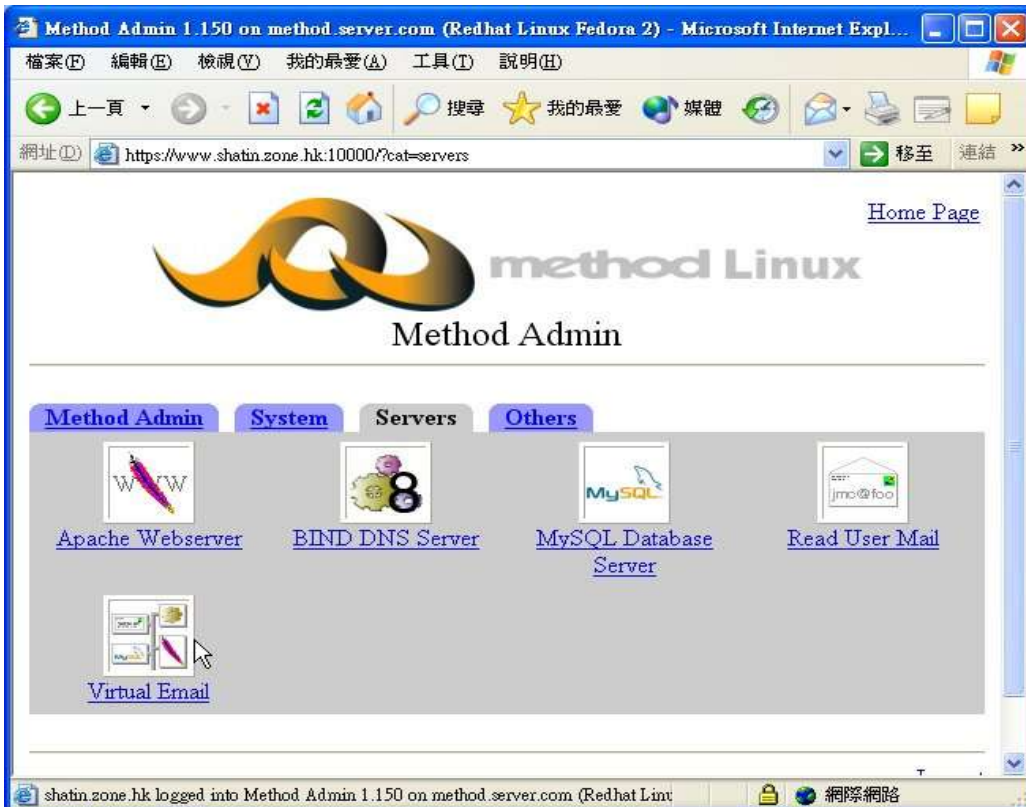 Method Admin 1.150 on method.server.com (Redhat Linux Fedora 2) - Microsoft Internet Expl...
檔案(F) 編輯(E) 檢視(V) 我的最愛(A) 工具(T) 說明(H)
上一頁 搜尋 我的最愛 媒體
網址(D) https://www.shatin.zone.hk:10000/?cat=servers 移至 連結 »
Home Page
method Linux
Method Admin
Method Admin System Servers Others
WWW 8 MySQL jmc@foo
Apache Webserver BIND DNS Server MySQL Database Server Read User Mail
Virtual Email
shatin.zone.hk logged into Method Admin 1.150 on method.server.com (Redhat Linu 網際網路